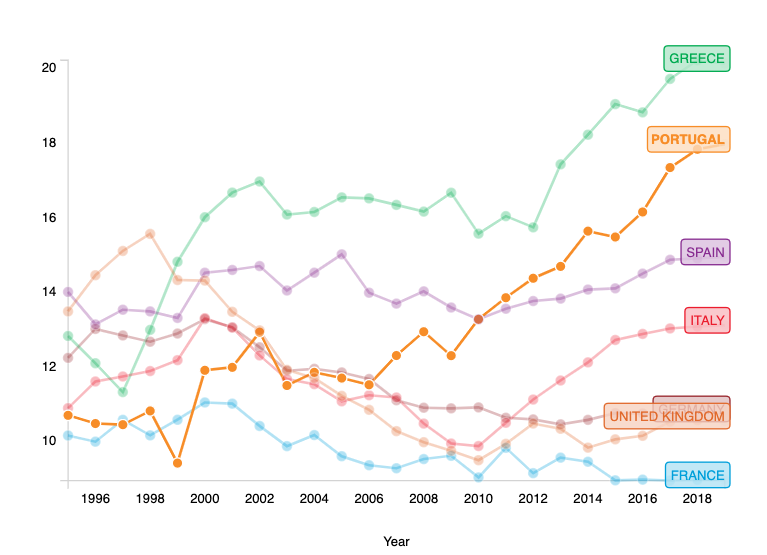 20
GREECE
PORTUGAL
18
16
SPAIN
14
ITALY
12
GERMANY
UNITED KINGDOM
10
FRANCE
1996 1998 2000 2002 2004 2006 2008 2010 2012 2014 2016 2018
Year